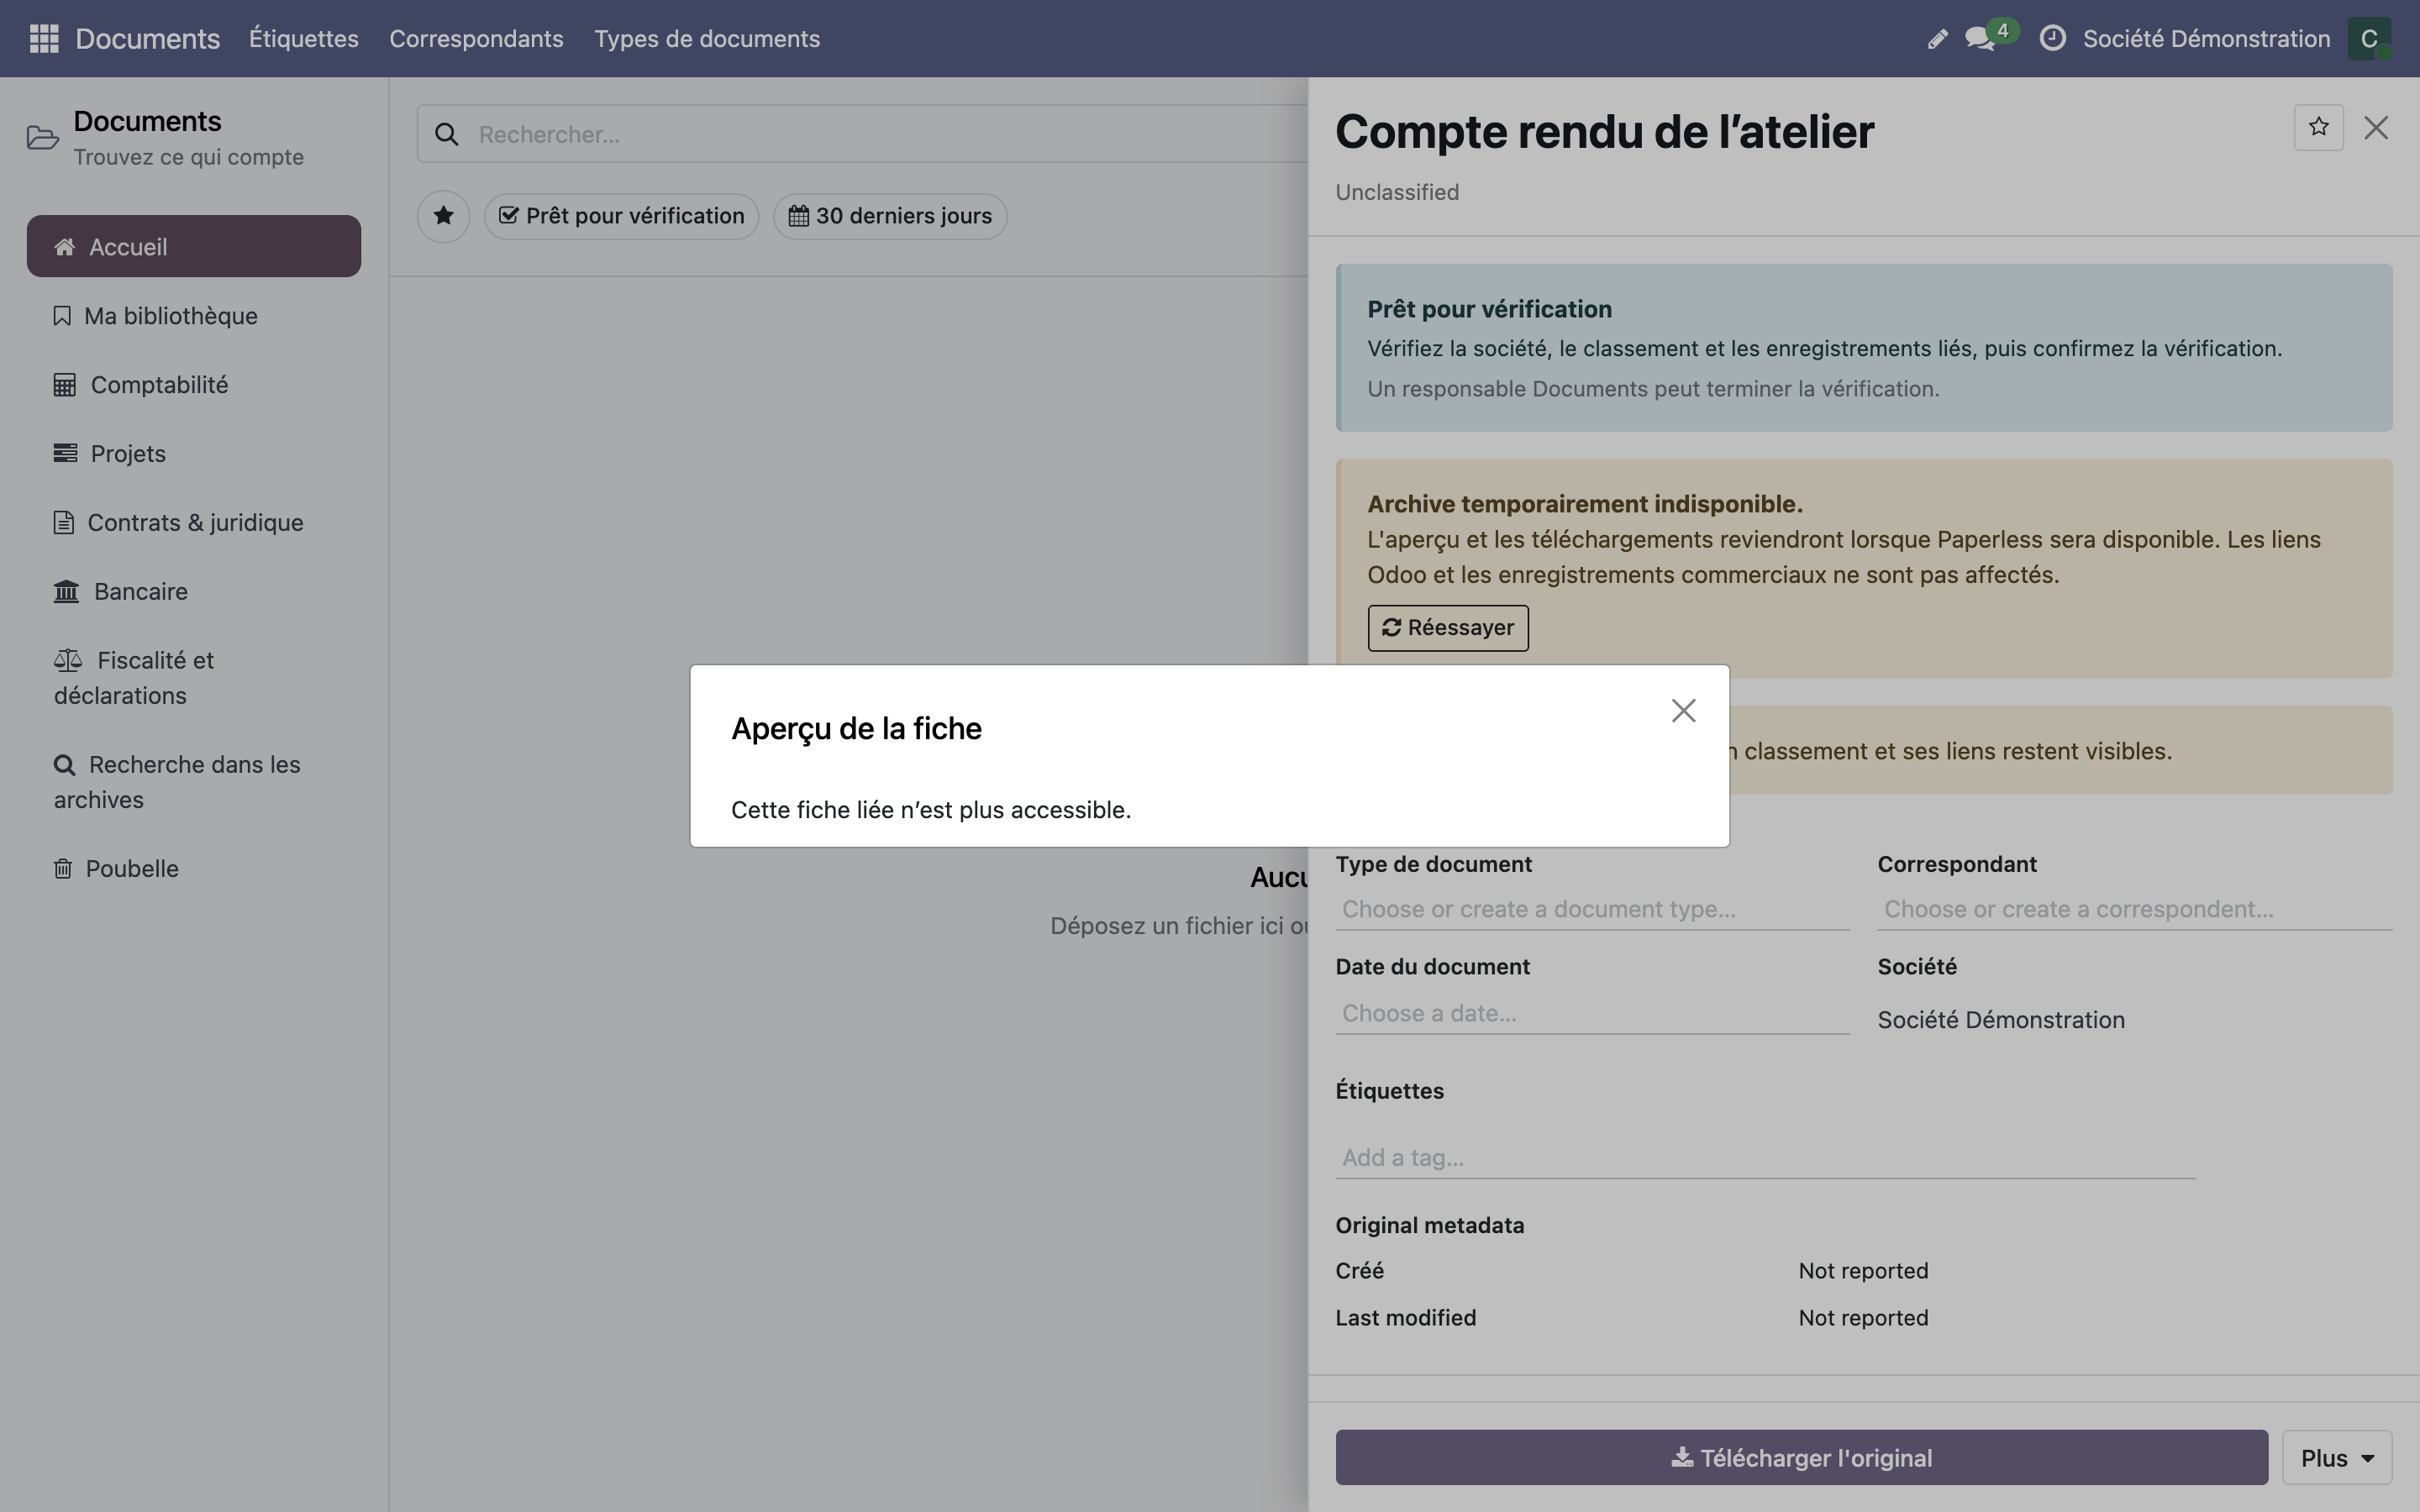 Documents
Étiquettes
Correspondants
Types de documents
4
Société Démonstration
C
Documents
Trouvez ce qui compte
Accueil
Ma bibliothèque
Comptabilité
Projets
Contrats & juridique
Bancaire
Fiscalité et
déclarations
Recherche dans les
archives
Poubelle
Rechercher...
Prêt pour vérification
30 derniers jours
Déposez un fichier ici
Compte rendu de l’atelier
Unclassified
Prêt pour vérification
Vérifiez la société, le classement et les enregistrements liés, puis confirmez la vérification.
Un responsable Documents peut terminer la vérification.
Archive temporairement indisponible.
L'aperçu et les téléchargements reviendront lorsque Paperless sera disponible. Les liens
Odoo et les enregistrements commerciaux ne sont pas affectés.
Réessayer
Aperçu de la fiche
Cette fiche liée n’est plus accessible.
classement et ses liens restent visibles.
Type de document
Choose or create a document type...
Correspondant
Choose or create a correspondent...
Date du document
Choose a date...
Société
Société Démonstration
Étiquettes
Add a tag...
Original metadata
Créé
Not reported
Last modified
Not reported
Télécharger l'original
Plus